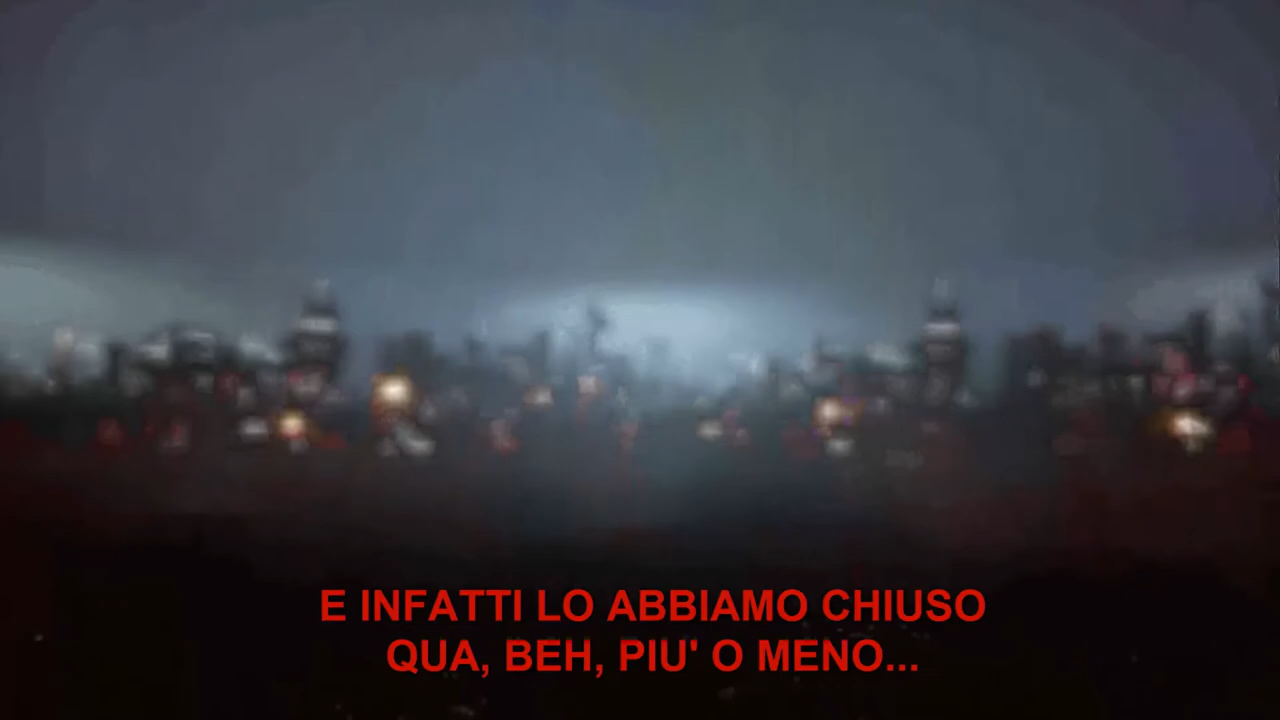 E INFATTI LO ABBIAMO CHIUSO
QUA, BEH, PIU' O MENO...